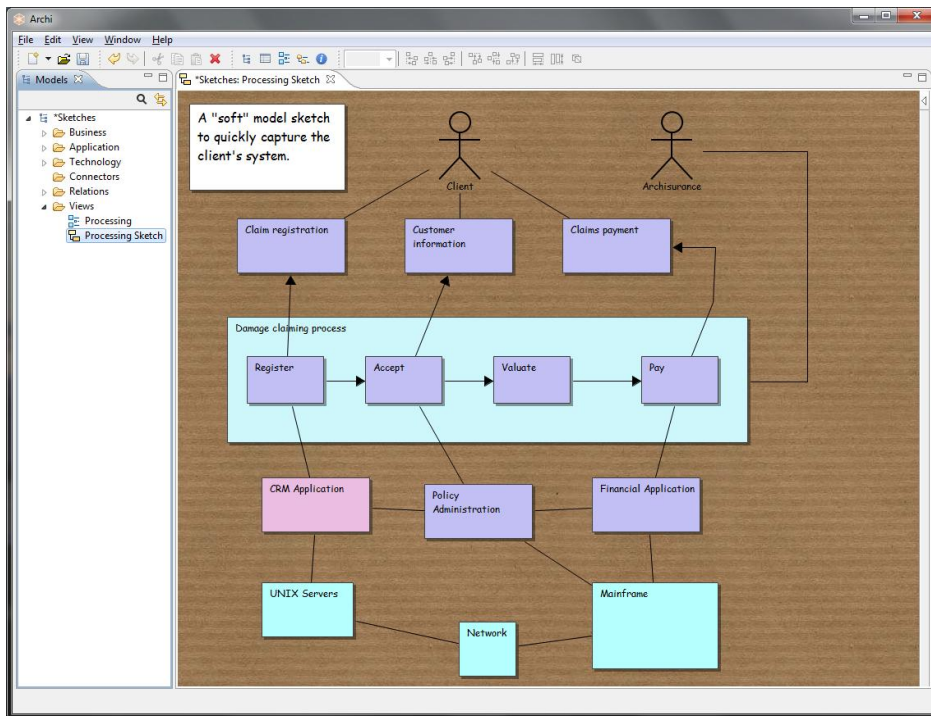 Archi
File Edit View Window Help
Models
*Sketches: Processing Sketch
*Sketches
Business
Application
Technology
Connectors
Relations
Views
Processing
Processing Sketch
A "soft" model sketch
to quickly capture the
client's system.
Client
Archisurance
Claim registration
Customer
information
Claims payment
Damage claiming process
Register
Accept
Valuate
Pay
CRM Application
Policy
Administration
Financial Application
UNIX Servers
Mainframe
Network